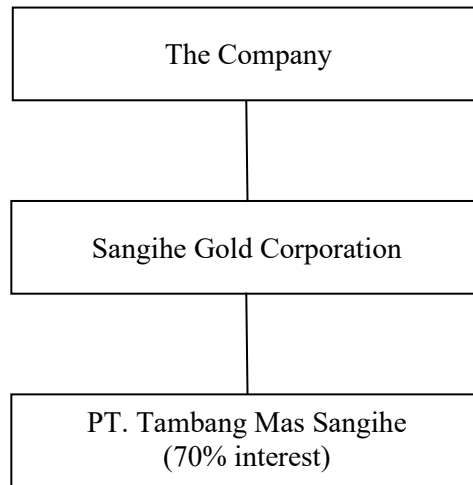 The Company
Sangihe Gold Corporation
PT. Tambang Mas Sangihe
(70% interest)